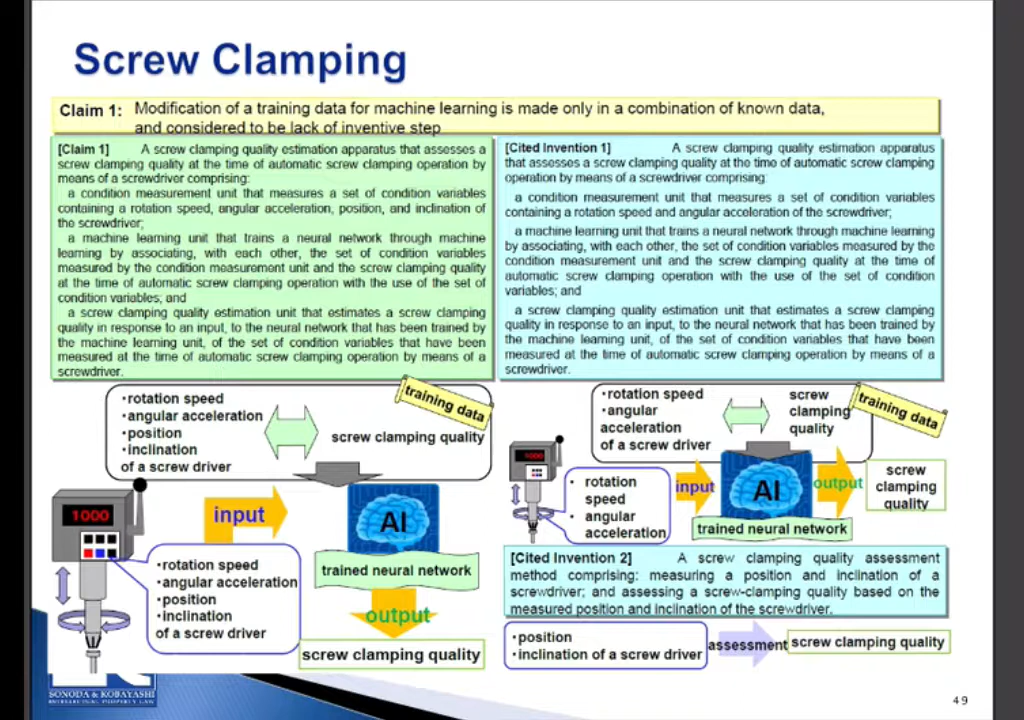 Screw Clamping
Claim 1: Modification of a training data for machine learning is made only in a combination of known data,
and considered to be lack of inventive step
[Claim 1] A screw clamping quality estimation apparatus that assesses a
screw clamping quality at the time of automatic screw clamping operation by
means of a screwdriver comprising:
a condition measurement unit that measures a set of condition variables
containing a rotation speed, angular acceleration, position, and inclination of
the screwdriver;
a machine learning unit that trains a neural network through machine
learning by associating, with each other, the set of condition variables
measured by the condition measurement unit and the screw clamping quality
at the time of automatic screw clamping operation with the use of the set of
condition variables; and
a screw clamping quality estimation unit that estimates a screw clamping
quality in response to an input, to the neural network that has been trained by
the machine learning unit, of the set of condition variables that have been
measured at the time of automatic screw clamping operation by means of a
screwdriver.
[Cited Invention 1] A screw clamping quality estimation apparatus
that assesses a screw clamping quality at the time of automatic screw clamping
operation by means of a screwdriver comprising:
a condition measurement unit that measures a set of condition variables
containing a rotation speed and angular acceleration of the screwdriver;
a machine learning unit that trains a neural network through machine learning
by associating, with each other, the set of condition variables measured by the
condition measurement unit and the screw clamping quality at the time of
automatic screw clamping operation with the use of the set of condition
variables; and
a screw clamping quality estimation unit that estimates a screw clamping
quality in response to an input, to the neural network that has been trained by
the machine learning unit, of the set of condition variables that have been
measured at the time of automatic screw clamping operation by means of a
screwdriver.
•rotation speed
•angular acceleration
•position
•inclination
of a screw driver
screw clamping quality
training data
1000
input
AI
•rotation speed
•angular acceleration
•position
•inclination
of a screw driver
trained neural network
output
screw clamping quality
•rotation speed
•angular
acceleration
of a screw driver
screw
clamping
quality
training data
1000
• rotation
speed
• angular
acceleration
input
AI
output
screw
clamping
quality
trained neural network
[Cited Invention 2] A screw clamping quality assessment
method comprising: measuring a position and inclination of a
screwdriver; and assessing a screw-clamping quality based on the
measured position and inclination of the screwdriver.
•position
•inclination of a screw driver
assessment
screw clamping quality
SONODA & KOBAYASHI
INTELLECTUAL PROPERTY LAW
49